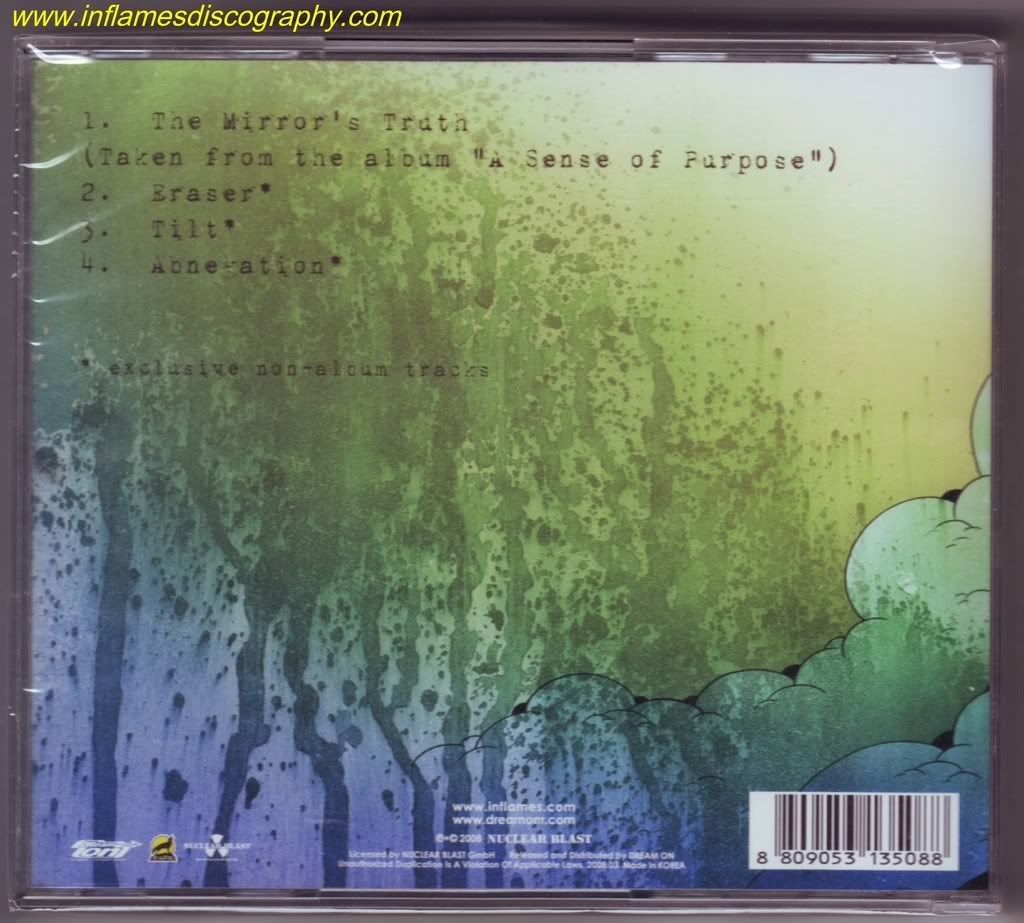 www.inflamesdiscography.com
1. The Mirror's Truth
(Taken from the album "A Sense of Purpose")
2. Eraser*
3. Tilt*
4. Abnegation*
* exclusive non-album tracks
www.inflames.com
www.dreamonr.com
℗+© 2008 NUCLEAR BLAST
NUCLEAR BLAST
Licensed by NUCLEAR BLAST GmbH Released and Distributed by DREAM ON
Unauthorized Duplication Is A Violation Of Applicable Laws. 2008.03. Made in KOREA
8 809053 135088